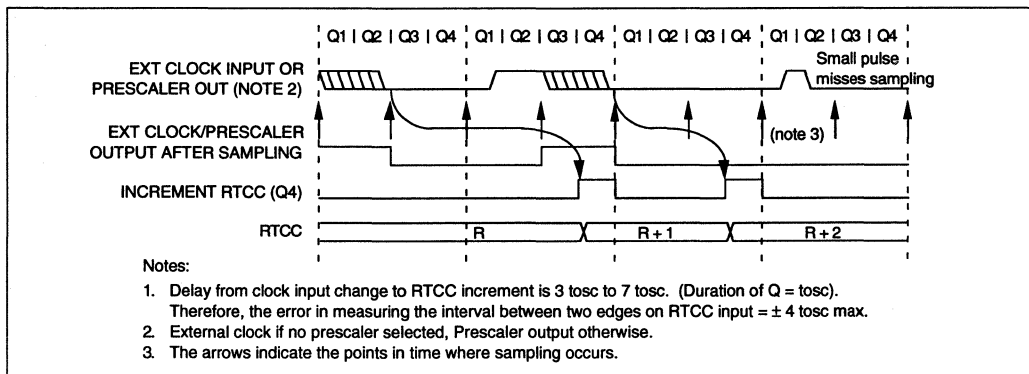 Q1 | Q2 | Q3 | Q4 Q1 | Q2 | Q3 | Q4 Q1 | Q2 | Q3 | Q4 Q1 | Q2 | Q3 | Q4
EXT CLOCK INPUT OR
PRESCALER OUT (NOTE 2)
Small pulse
misses sampling
EXT CLOCK/PRESCALER
OUTPUT AFTER SAMPLING
(note 3)
INCREMENT RTCC (Q4)
RTCC R R + 1 R + 2
Notes:
1. Delay from clock input change to RTCC increment is 3 tosc to 7 tosc. (Duration of Q = tosc).
Therefore, the error in measuring the interval between two edges on RTCC input = ± 4 tosc max.
2. External clock if no prescaler selected, Prescaler output otherwise.
3. The arrows indicate the points in time where sampling occurs.